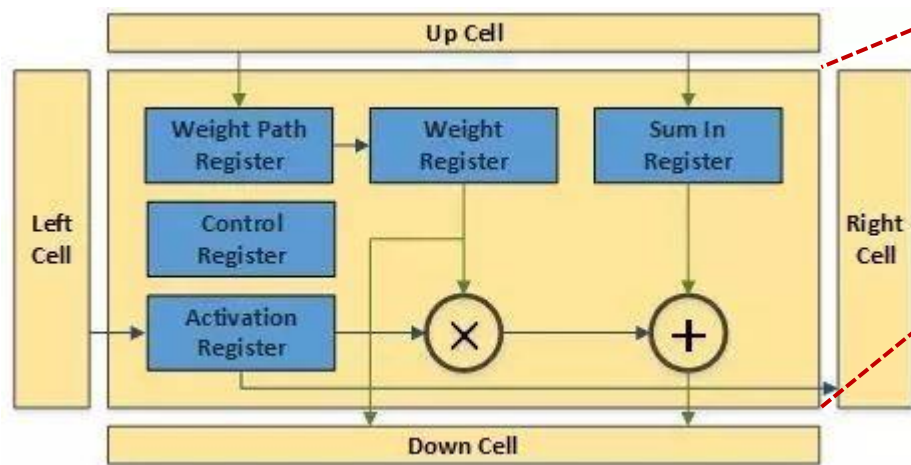 Up Cell
Weight Path
Register
Weight
Register
Sum In
Register
Left
Cell
Control
Register
Right
Cell
Activation
Register
×
+
Down Cell